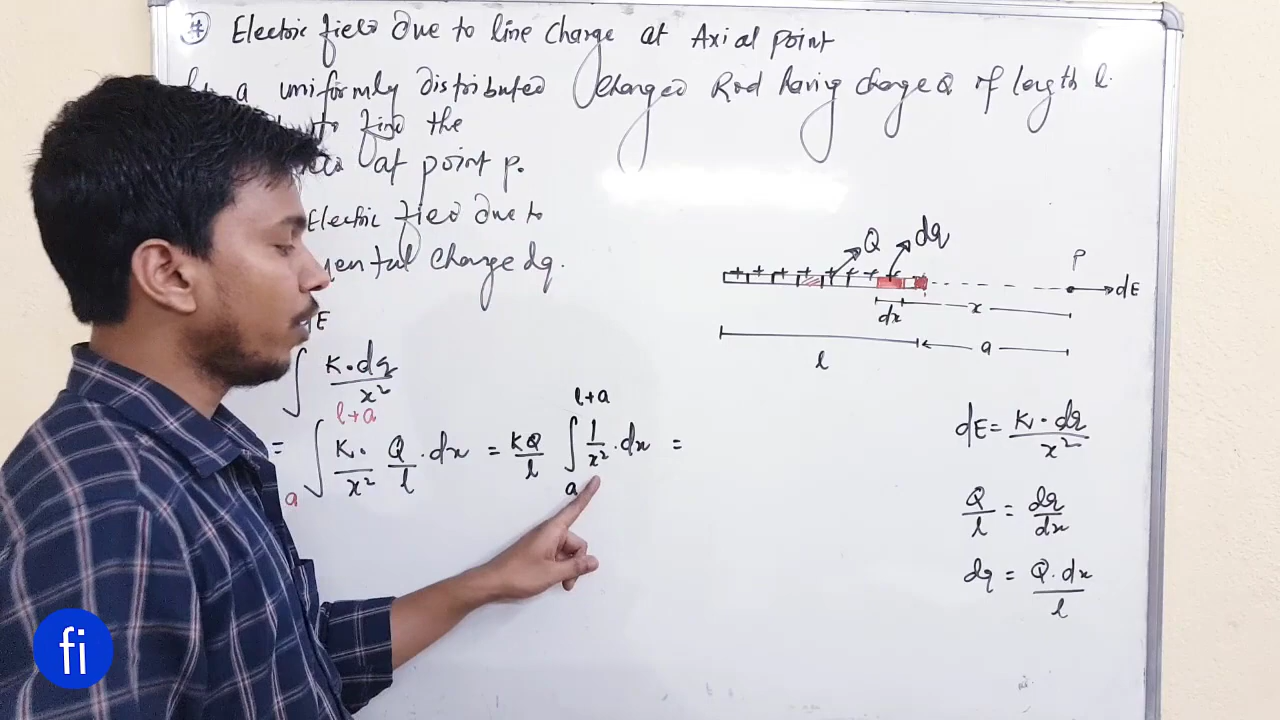 ④ Electric field due to line charge at Axial point
a uniformly distributed charged Rod having charge Q of length l.
to find the
at point p.
Electric field due to
mental charge dq.
E
∫ K·dq/x²
= ∫ₐ^(l+a) K·/x² Q/l · dx = KQ/l ∫ₐ^(l+a) 1/x² · dx =
Q dq
+ + + + + + + +
P
dE
dx x
l a
dE = K·dq/x²
Q/l = dq/dx
dq = Q·dx/l
fi